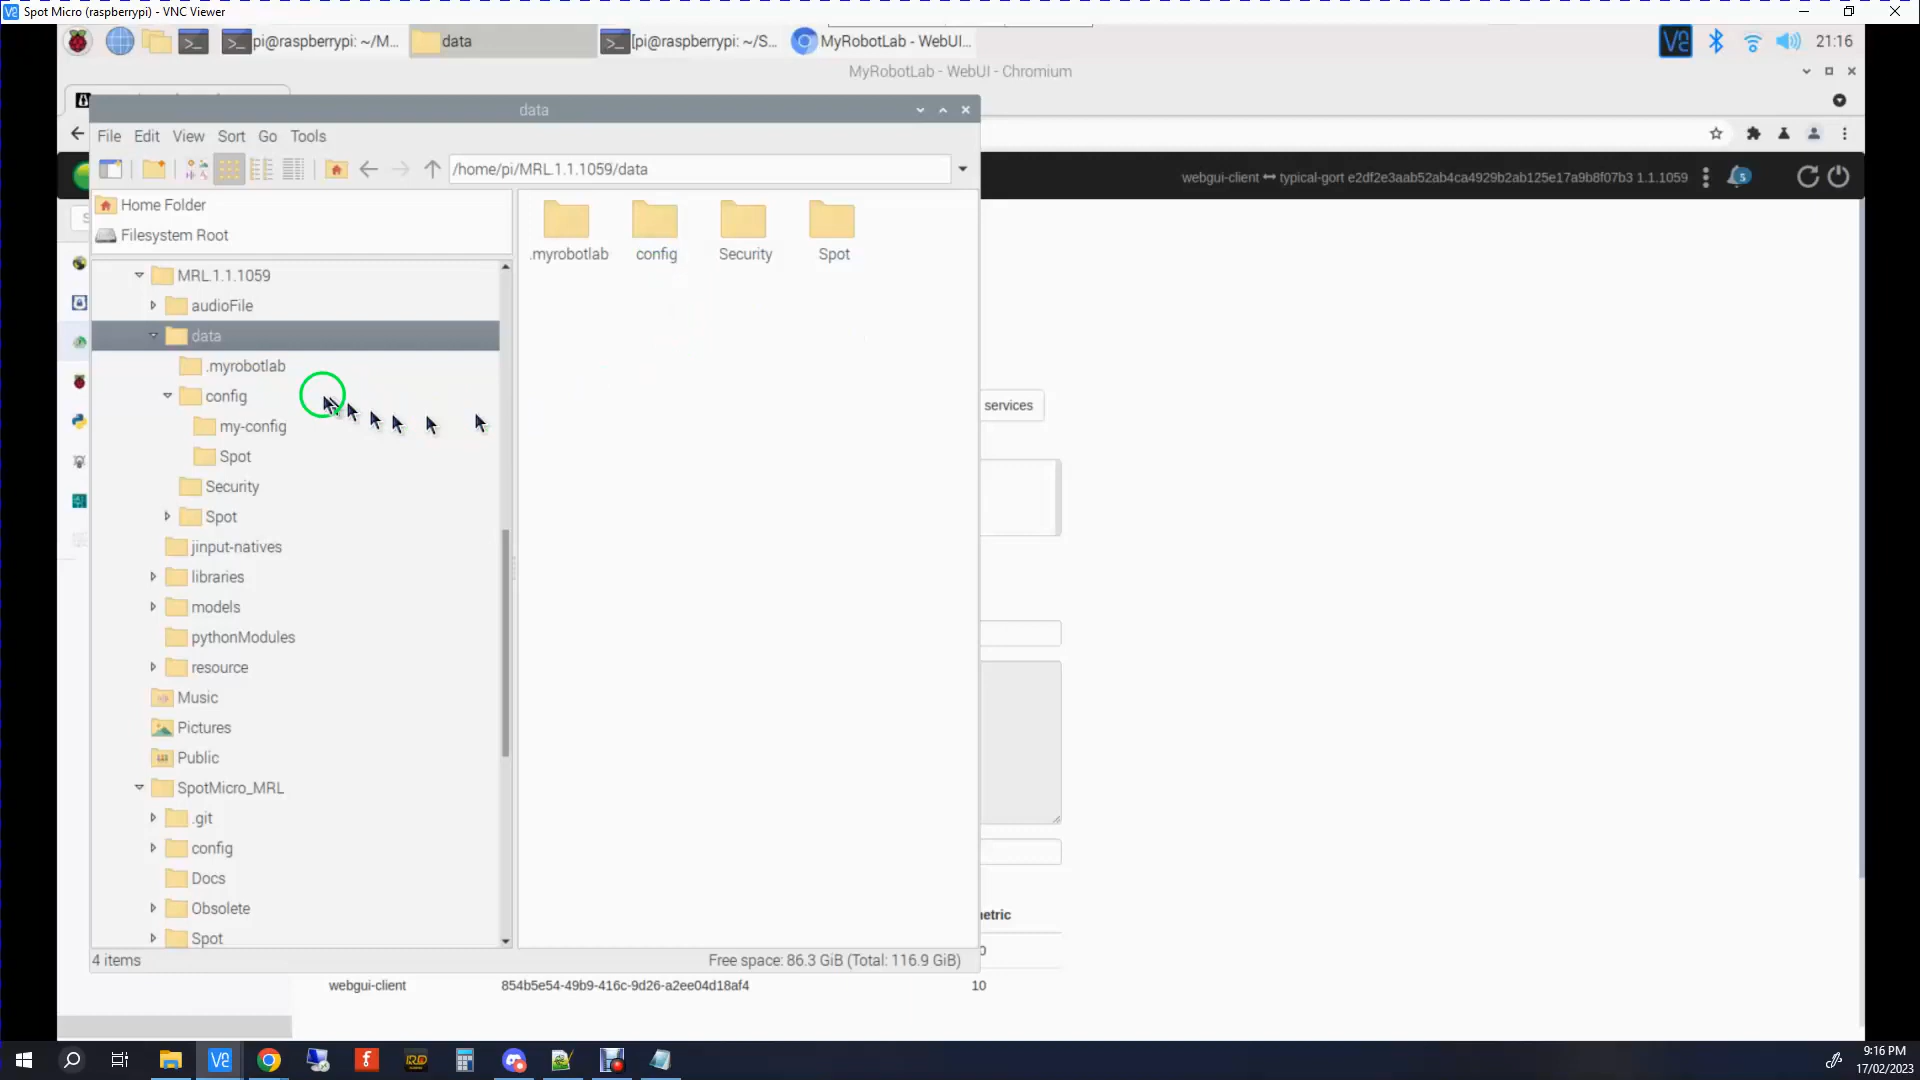 Spot Micro (raspberrypi) - VNC Viewer
pi@raspberrypi: ~/M...
data
[pi@raspberrypi: ~/S...
MyRobotLab - WebUI...
21:16
MyRobotLab - WebUI - Chromium
data
File Edit View Sort Go Tools
/home/pi/MRL.1.1.1059/data
webgui-client ⟷ typical-gort e2df2e3aab52ab4ca4929b2ab125e17a9b8f07b3 1.1.1059
5
Home Folder
Filesystem Root
.myrobotlab
config
Security
Spot
MRL.1.1.1059
audioFile
data
.myrobotlab
config
my-config
Spot
Security
Spot
jinput-natives
libraries
models
pythonModules
resource
Music
Pictures
Public
SpotMicro_MRL
.git
config
Docs
Obsolete
Spot
services
etric
0
4 items
Free space: 86.3 GiB (Total: 116.9 GiB)
webgui-client
854b5e54-49b9-416c-9d26-a2ee04d18af4
10
9:16 PM
17/02/2023